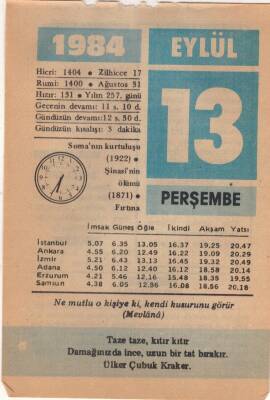 1984
EYLÜL
Hicri: 1404 • Zilhicce 17
Rumi: 1400 • Ağustos 31
Hızır: 131 • Yılın 257. günü
Gecenin devamı: 11 s. 10 d.
Gündüzün devamı: 12 s. 50 d.
Gündüzün kısalışı: 3 dakika
13
PERŞEMBE
Soma'nın kurtuluşu
(1922) •
Şinasi'nin
ölümü
(1871) •
Fırtına
İmsak Güneş Öğle İkindi Akşam Yatsı
İstanbul 5.07 6.35 13.05 16.37 19.25 20.47
Ankara 4.55 6.20 12.49 16.22 19.09 20.29
İzmir 5.21 6.43 13.13 16.45 19.32 20.49
Adana 4.50 6.12 12.40 16.12 18.58 20.14
Erzurum 4.21 5.46 12.16 15.48 18.35 19.55
Samsun 4.38 6.05 12.36 16.08 18.56 20.18
Ne mutlu o kişiye ki, kendi kusurunu görür
(Mevlânâ)
Taze taze, kıtır kıtır
Damağınızda ince, uzun bir tat bırakır.
Ülker Çubuk Kraker.